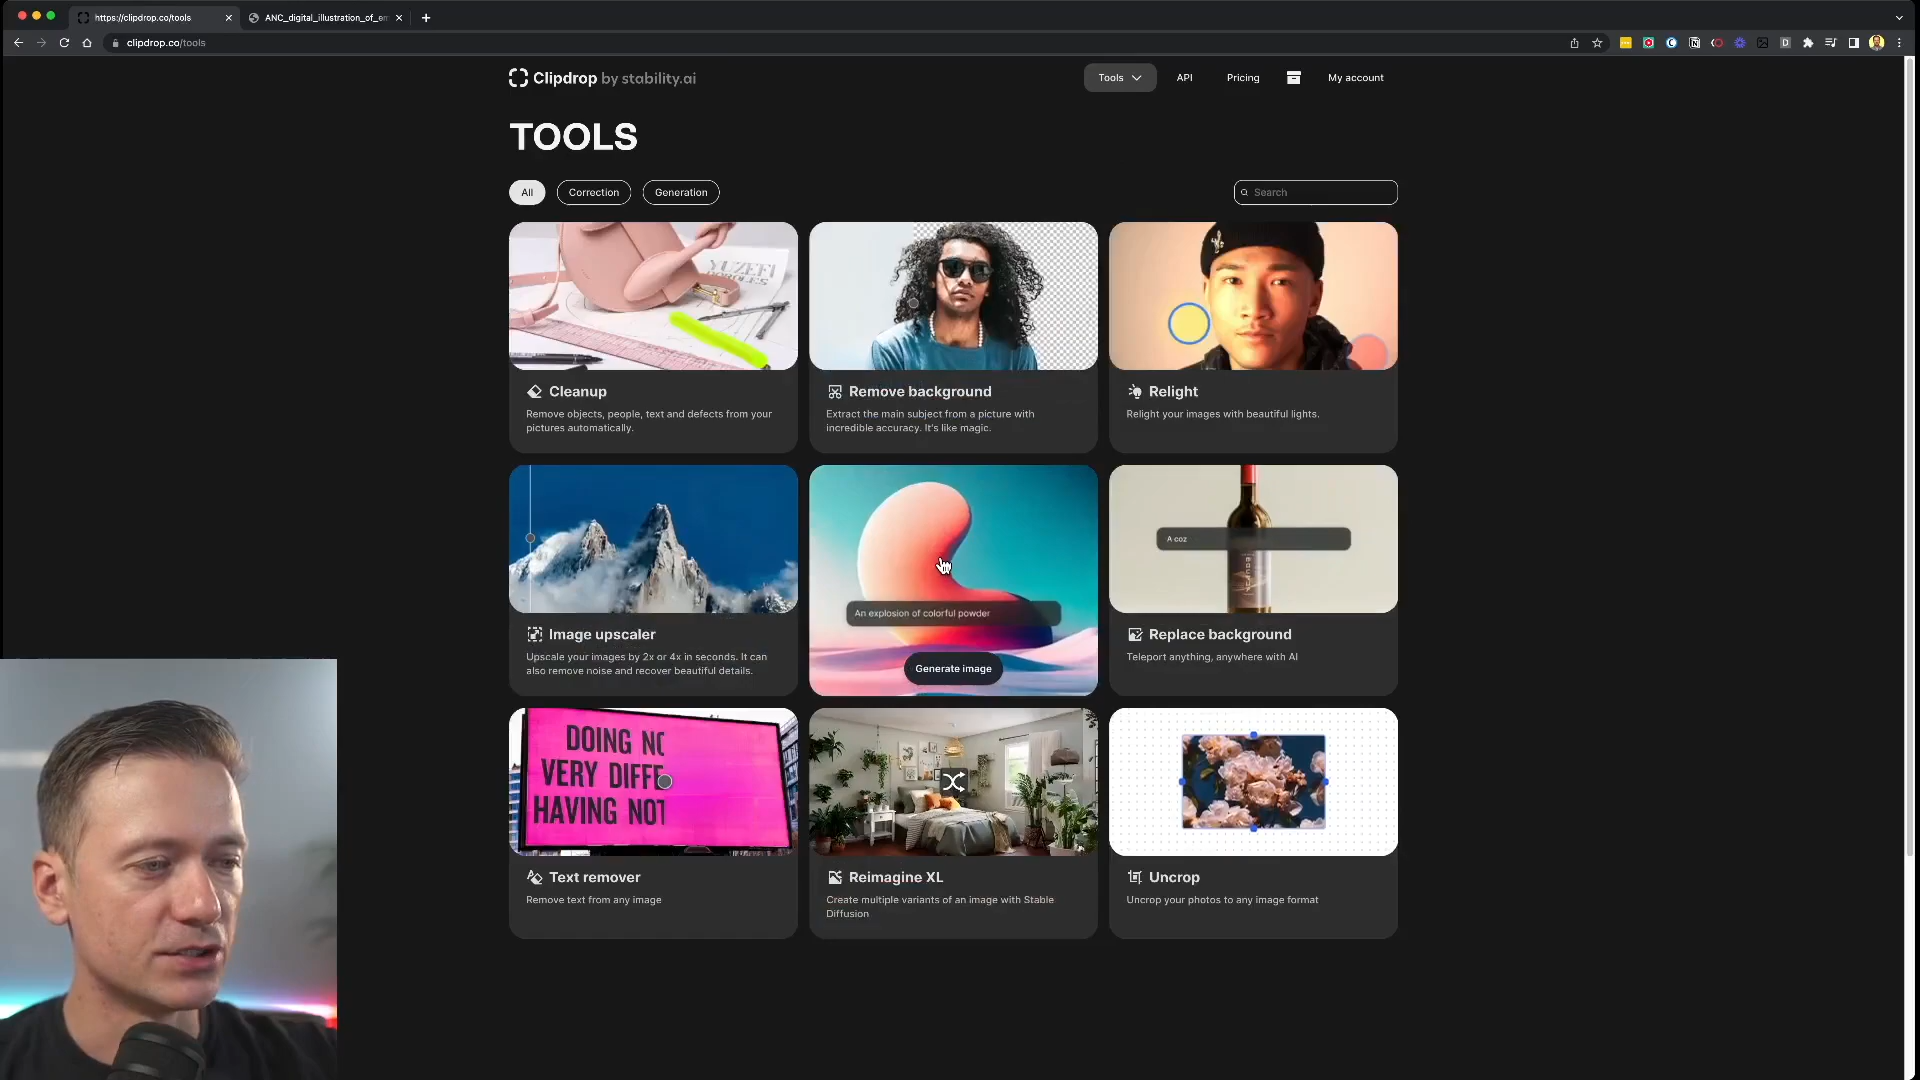 https://clipdrop.co/tools
ANC_digital_illustration_of_em
clipdrop.co/tools
Clipdrop by stability.ai
Tools
API
Pricing
My account
TOOLS
All
Correction
Generation
Search
YUZEFI
Cleanup
Remove objects, people, text and defects from your
pictures automatically.
Remove background
Extract the main subject from a picture with
incredible accuracy. It's like magic.
Relight
Relight your images with beautiful lights.
An explosion of colorful powder
Generate image
A coz
Image upscaler
Upscale your images by 2x or 4x in seconds. It can
also remove noise and recover beautiful details.
Replace background
Teleport anything, anywhere with AI
DOING NO
VERY DIFFE
HAVING NOT
Text remover
Remove text from any image
Reimagine XL
Create multiple variants of an image with Stable
Diffusion
Uncrop
Uncrop your photos to any image format